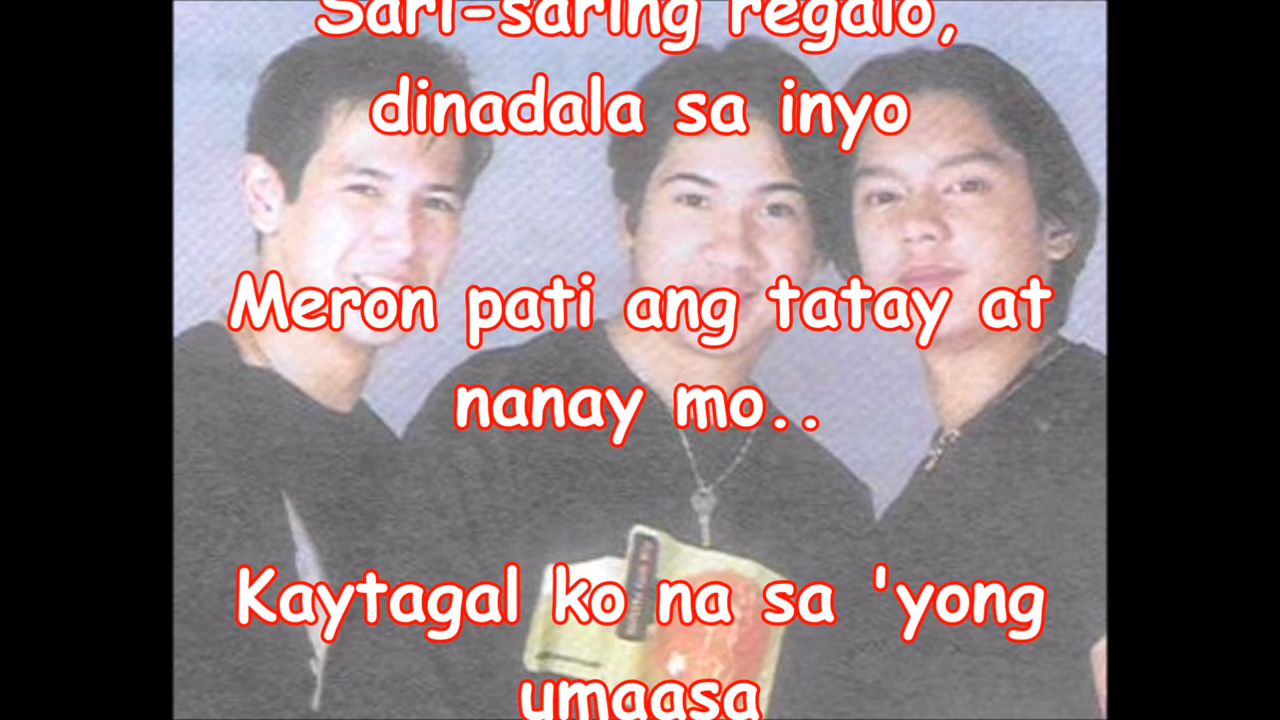 Sari-saring regalo,
dinadala sa inyo
Meron pati ang tatay at
nanay mo..
Kaytagal ko na sa 'yong
umaasa